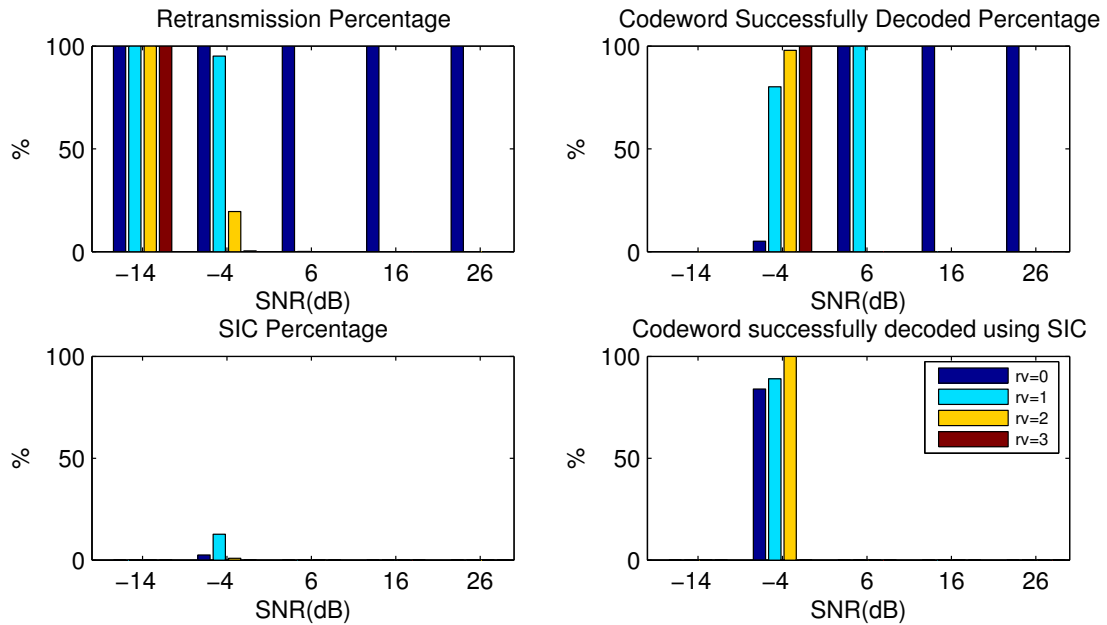 Retransmission Percentage
100
50
0
%
−14 −4 6 16 26
SNR(dB)
Codeword Successfully Decoded Percentage
100
50
0
%
−14 −4 6 16 26
SNR(dB)
SIC Percentage
100
50
0
%
−14 −4 6 16 26
SNR(dB)
Codeword successfully decoded using SIC
100
50
0
%
−14 −4 6 16 26
SNR(dB)
rv=0
rv=1
rv=2
rv=3